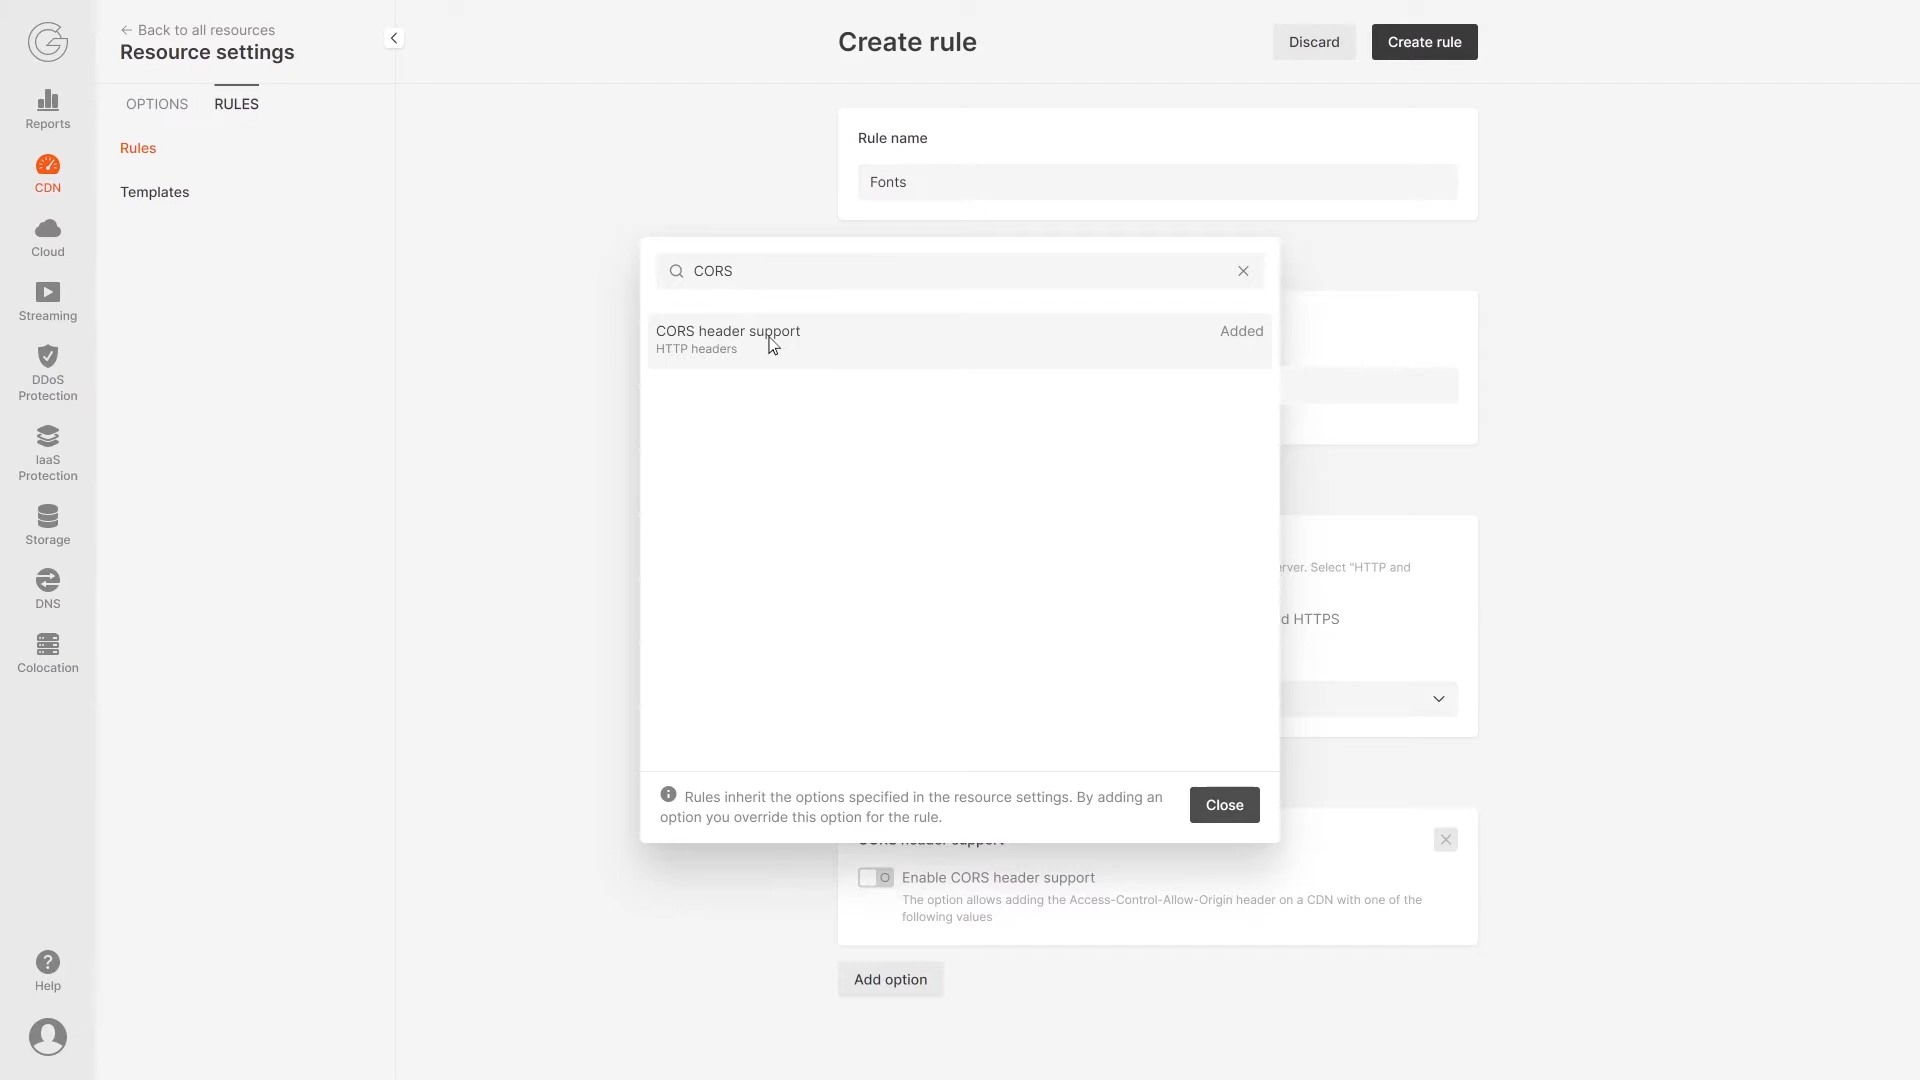 Back to all resources
Resource settings
Create rule
Discard
Create rule
OPTIONS
RULES
Rules
Templates
Reports
CDN
Cloud
Streaming
DDoS
Protection
IaaS
Protection
Storage
DNS
Colocation
Help
Rule name
Fonts
CORS
CORS header support
Added
HTTP headers
Select "HTTP and
HTTPS
Rules inherit the options specified in the resource settings. By adding an
option you override this option for the rule.
Close
CORS header support
Enable CORS header support
The option allows adding the Access-Control-Allow-Origin header on a CDN with one of the
following values
Add option